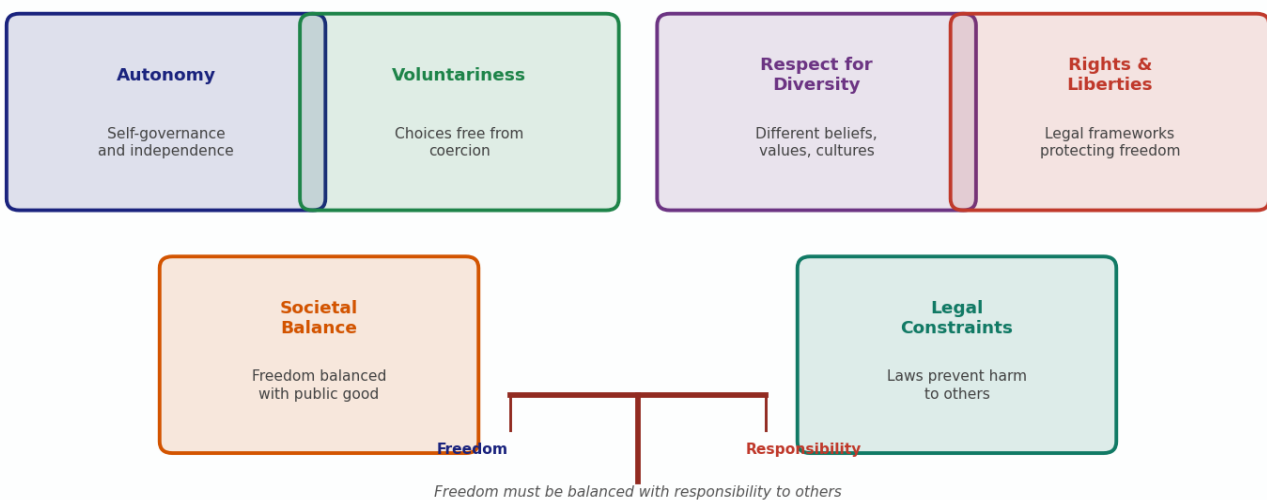 Autonomy
Self-governance
and independence
Voluntariness
Choices free from
coercion
Respect for
Diversity
Different beliefs,
values, cultures
Rights &
Liberties
Legal frameworks
protecting freedom
Societal
Balance
Freedom balanced
with public good
Legal
Constraints
Laws prevent harm
to others
Freedom
Responsibility
Freedom must be balanced with responsibility to others